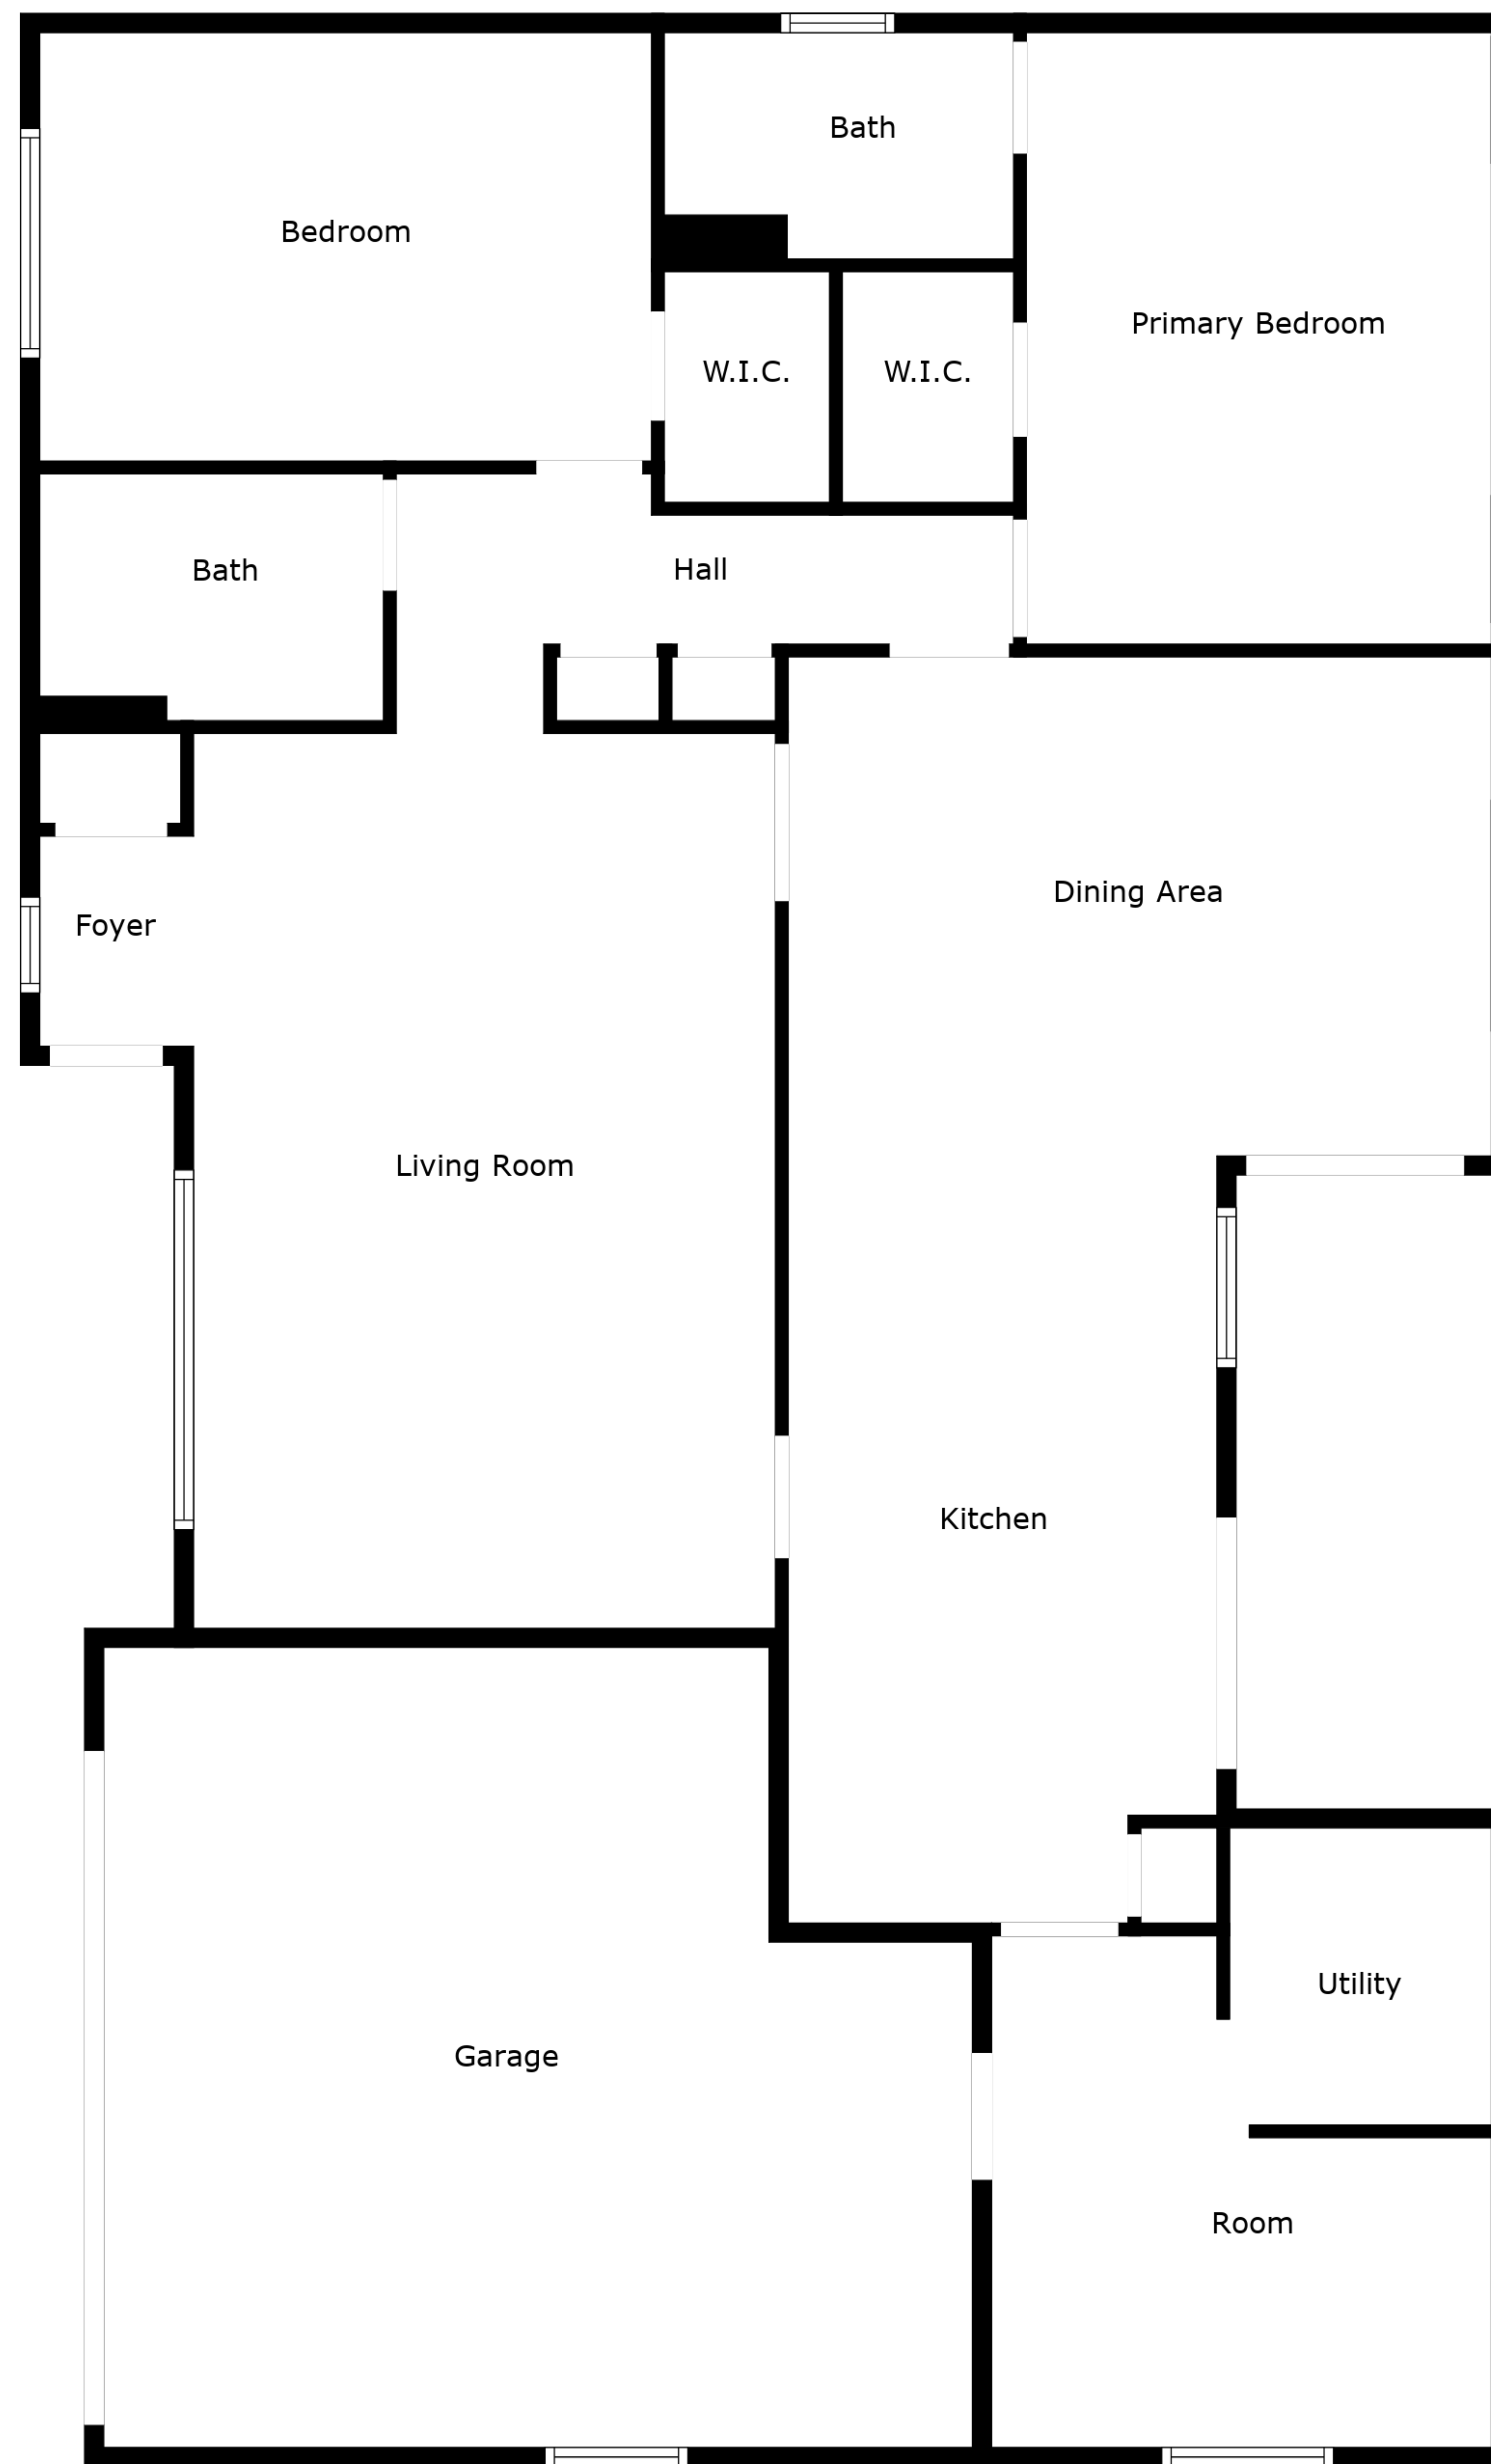 Bath
Bedroom
Primary Bedroom
W.I.C.
W.I.C.
Bath
Hall
Dining Area
Foyer
Living Room
Kitchen
Utility
Garage
Room